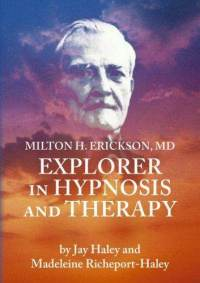 MILTON H. ERICKSON, MD
EXPLORER
IN HYPNOSIS
AND THERAPY
by Jay Haley and
Madeleine Richeport-Haley